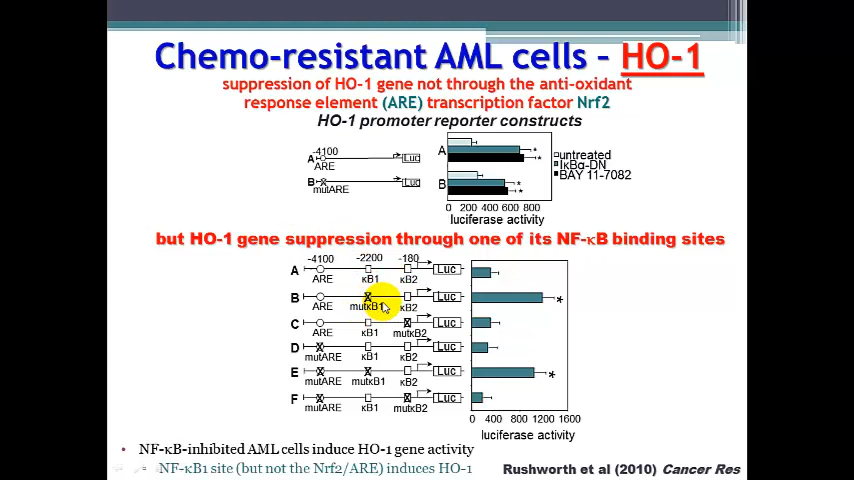 Chemo-resistant AML cells – HO-1
suppression of HO-1 gene not through the anti-oxidant
response element (ARE) transcription factor Nrf2
HO-1 promoter reporter constructs
-4100
A
ARE
Luc
B
mutARE
Luc
A
B
* * * *
0 200 400 600 800
luciferase activity
untreated
IκBα-DN
BAY 11-7082
but HO-1 gene suppression through one of its NF-κB binding sites
-4100 -2200 -180
A Luc
ARE κB1 κB2
B Luc *
ARE mutκB1 κB2
C Luc
ARE κB1 mutκB2
D Luc
mutARE κB1 κB2
E Luc *
mutARE mutκB1 κB2
F Luc
mutARE κB1 mutκB2
0 400 800 1200 1600
luciferase activity
• NF-κB-inhibited AML cells induce HO-1 gene activity
NF-κB1 site (but not the Nrf2/ARE) induces HO-1
Rushworth et al (2010) Cancer Res